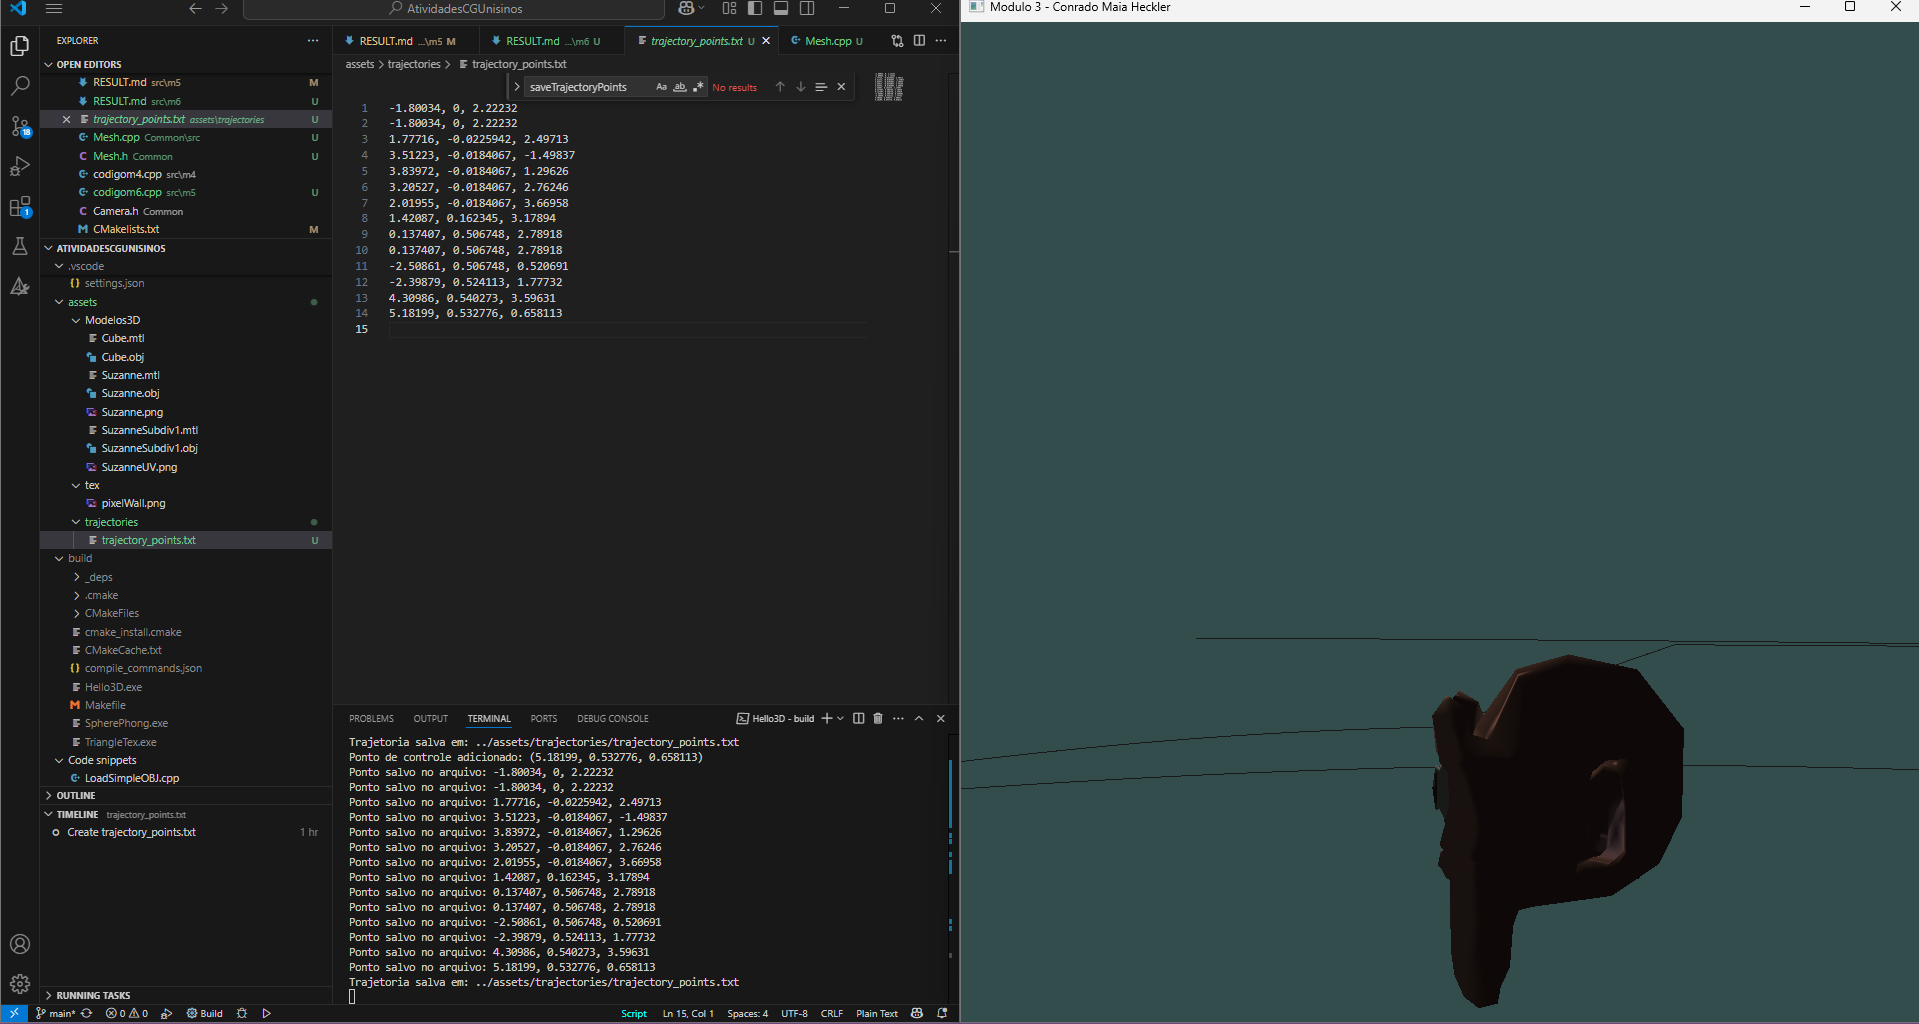 AtividadesCGUnisinos
Modulo 3 - Conrado Maia Heckler
EXPLORER
OPEN EDITORS
RESULT.md src\m5 M
RESULT.md src\m6 U
trajectory_points.txt assets\trajectories U
Mesh.cpp Common\src U
Mesh.h Common U
codigom4.cpp src\m4
codigom6.cpp src\m5 U
Camera.h Common
CMakelists.txt M
ATIVIDADESCGUNISINOS
.vscode
settings.json
assets
Modelos3D
Cube.mtl
Cube.obj
Suzanne.mtl
Suzanne.obj
Suzanne.png
SuzanneSubdiv1.mtl
SuzanneSubdiv1.obj
SuzanneUV.png
tex
pixelWall.png
trajectories
trajectory_points.txt U
build
_deps
.cmake
CMakeFiles
cmake_install.cmake
CMakeCache.txt
compile_commands.json
Hello3D.exe
Makefile
SpherePhong.exe
TriangleTex.exe
Code snippets
LoadSimpleOBJ.cpp
OUTLINE
TIMELINE trajectory_points.txt
Create trajectory_points.txt 1 hr
RUNNING TASKS
18
1
RESULT.md ...\m5 M
RESULT.md ...\m6 U
trajectory_points.txt U
Mesh.cpp U
assets > trajectories > trajectory_points.txt
saveTrajectoryPoints Aa ab .* No results
1 -1.80034, 0, 2.22232
2 -1.80034, 0, 2.22232
3 1.77716, -0.0225942, 2.49713
4 3.51223, -0.0184067, -1.49837
5 3.83972, -0.0184067, 1.29626
6 3.20527, -0.0184067, 2.76246
7 2.01955, -0.0184067, 3.66958
8 1.42087, 0.162345, 3.17894
9 0.137407, 0.506748, 2.78918
10 0.137407, 0.506748, 2.78918
11 -2.50861, 0.506748, 0.520691
12 -2.39879, 0.524113, 1.77732
13 4.30986, 0.540273, 3.59631
14 5.18199, 0.532776, 0.658113
15
PROBLEMS OUTPUT TERMINAL PORTS DEBUG CONSOLE
Hello3D - build
Trajetoria salva em: ../assets/trajectories/trajectory_points.txt
Ponto de controle adicionado: (5.18199, 0.532776, 0.658113)
Ponto salvo no arquivo: -1.80034, 0, 2.22232
Ponto salvo no arquivo: -1.80034, 0, 2.22232
Ponto salvo no arquivo: 1.77716, -0.0225942, 2.49713
Ponto salvo no arquivo: 3.51223, -0.0184067, -1.49837
Ponto salvo no arquivo: 3.83972, -0.0184067, 1.29626
Ponto salvo no arquivo: 3.20527, -0.0184067, 2.76246
Ponto salvo no arquivo: 2.01955, -0.0184067, 3.66958
Ponto salvo no arquivo: 1.42087, 0.162345, 3.17894
Ponto salvo no arquivo: 0.137407, 0.506748, 2.78918
Ponto salvo no arquivo: 0.137407, 0.506748, 2.78918
Ponto salvo no arquivo: -2.50861, 0.506748, 0.520691
Ponto salvo no arquivo: -2.39879, 0.524113, 1.77732
Ponto salvo no arquivo: 4.30986, 0.540273, 3.59631
Ponto salvo no arquivo: 5.18199, 0.532776, 0.658113
Trajetoria salva em: ../assets/trajectories/trajectory_points.txt
main* 0 0 Build
Script Ln 15, Col 1 Spaces: 4 UTF-8 CRLF Plain Text